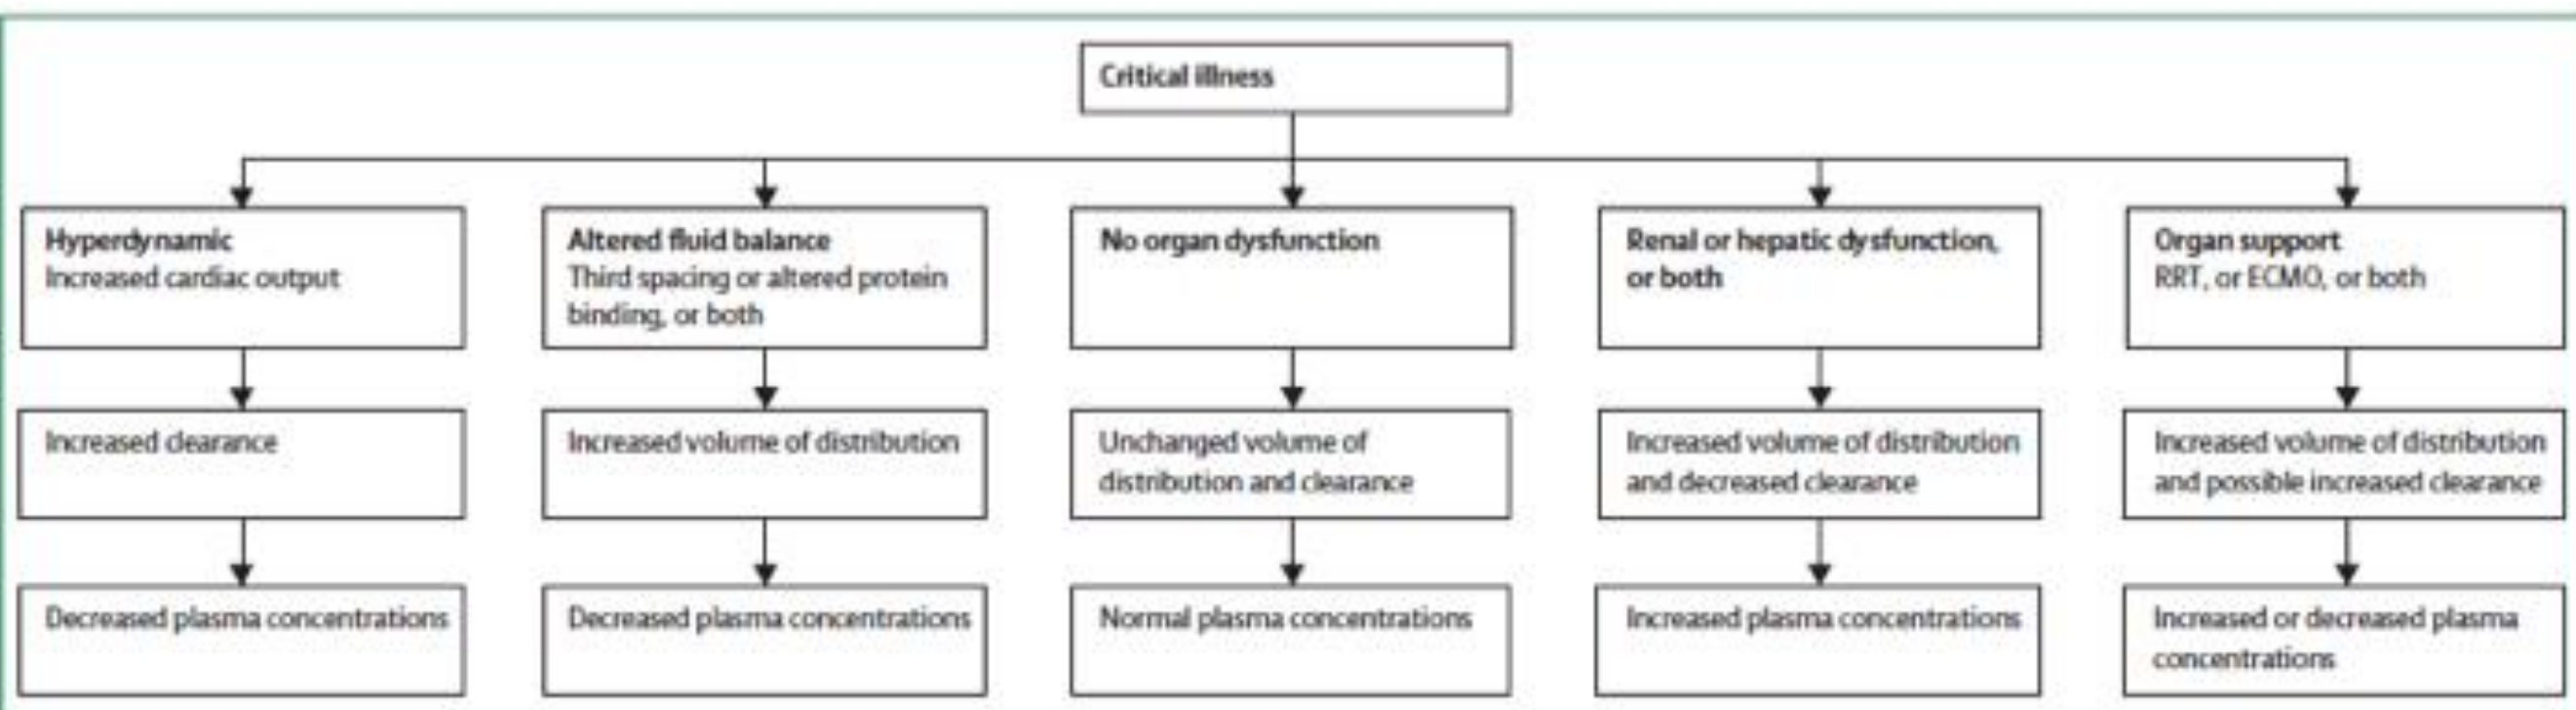 Critical illness
Hyperdynamic
Increased cardiac output
Altered fluid balance
Third spacing or altered protein
binding, or both
No organ dysfunction
Renal or hepatic dysfunction,
or both
Organ support
RRT, or ECMO, or both
Increased clearance
Increased volume of distribution
Unchanged volume of
distribution and clearance
Increased volume of distribution
and decreased clearance
Increased volume of distribution
and possible increased clearance
Decreased plasma concentrations
Decreased plasma concentrations
Normal plasma concentrations
Increased plasma concentrations
Increased or decreased plasma
concentrations